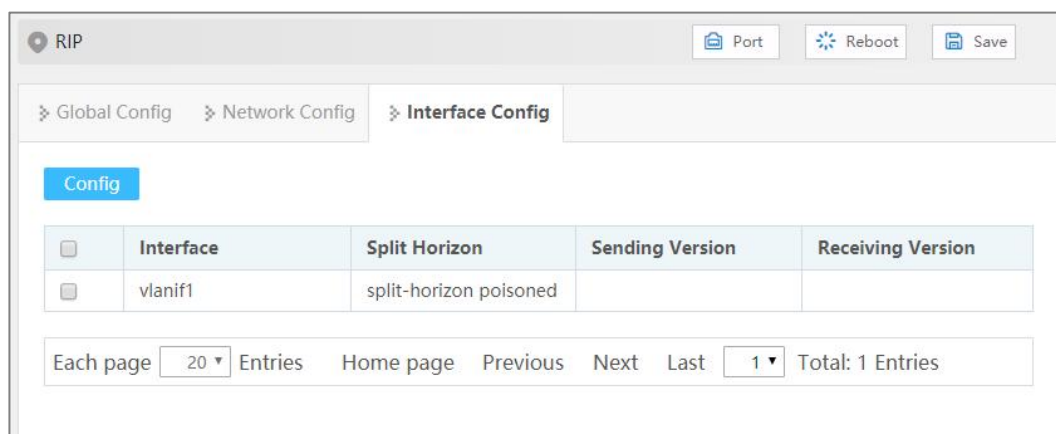 RIP Port Reboot Save
Global Config Network Config Interface Config
Config
Interface Split Horizon Sending Version Receiving Version
vlanif1 split-horizon poisoned
Each page 20 Entries Home page Previous Next Last 1 Total: 1 Entries